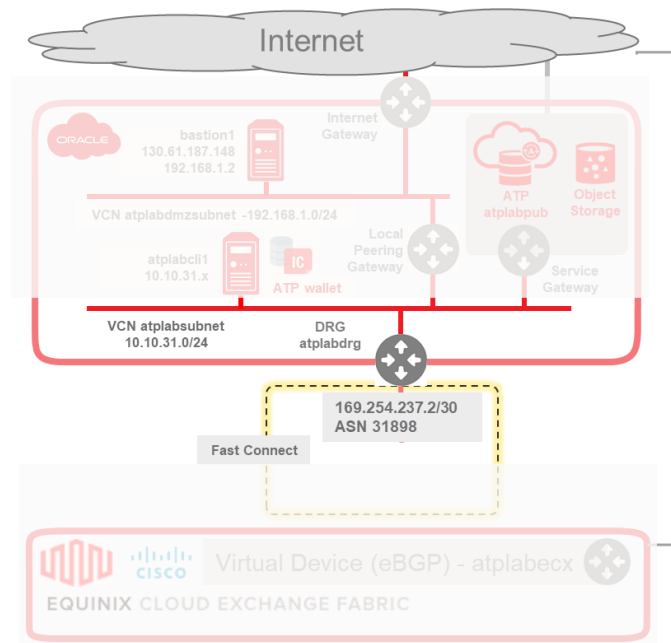 Internet
Internet
Gateway
ORACLE
bastion1
130.61.187.148
192.168.1.2
ATP
atplabpub
Object
Storage
VCN atplabdmzsubnet -192.168.1.0/24
Local
Peering
Gateway
atplabcli1
10.10.31.x
IC
ATP wallet
Service
Gateway
VCN atplabsubnet
10.10.31.0/24
DRG
atplabdrg
169.254.237.2/30
ASN 31898
Fast Connect
CISCO
Virtual Device (eBGP) - atplabecx
EQUINIX CLOUD EXCHANGE FABRIC